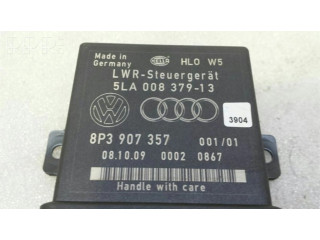 Made in Germany
HLO W5
LWR-Steuergerät
5LA 008 379-13
3904
8P3 907 357 001/01
08.10.09 0002 0867
Handle with care